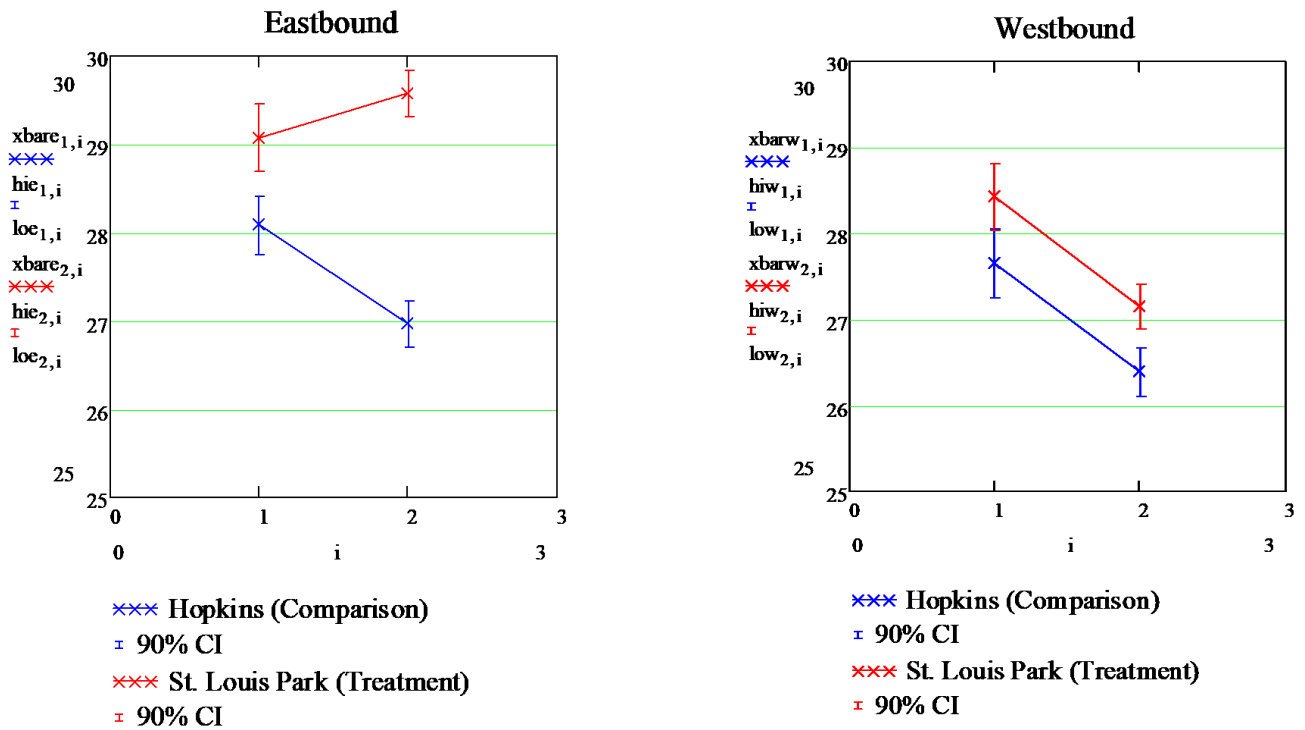 Eastbound
30
30
xbare1,i
29
hie1,i
loe1,i
28
xbare2,i
hie2,i
27
loe2,i
26
25
25
0 1 2 3
0 i 3
×××  Hopkins (Comparison)
90% CI
××× St. Louis Park (Treatment)
90% CI
Westbound
30
30
xbarw1,i
29
hiw1,i
low1,i
28
xbarw2,i
hiw2,i
27
low2,i
26
25
25
0 1 2 3
0 i 3
××× Hopkins (Comparison)
90% CI
××× St. Louis Park (Treatment)
90% CI